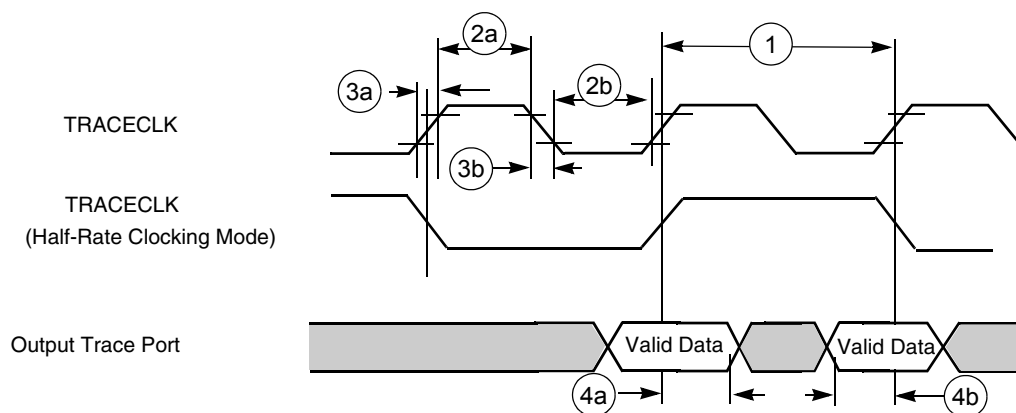 2a
1
3a
2b
TRACECLK
3b
TRACECLK
(Half-Rate Clocking Mode)
Output Trace Port
Valid Data
Valid Data
4a
4b